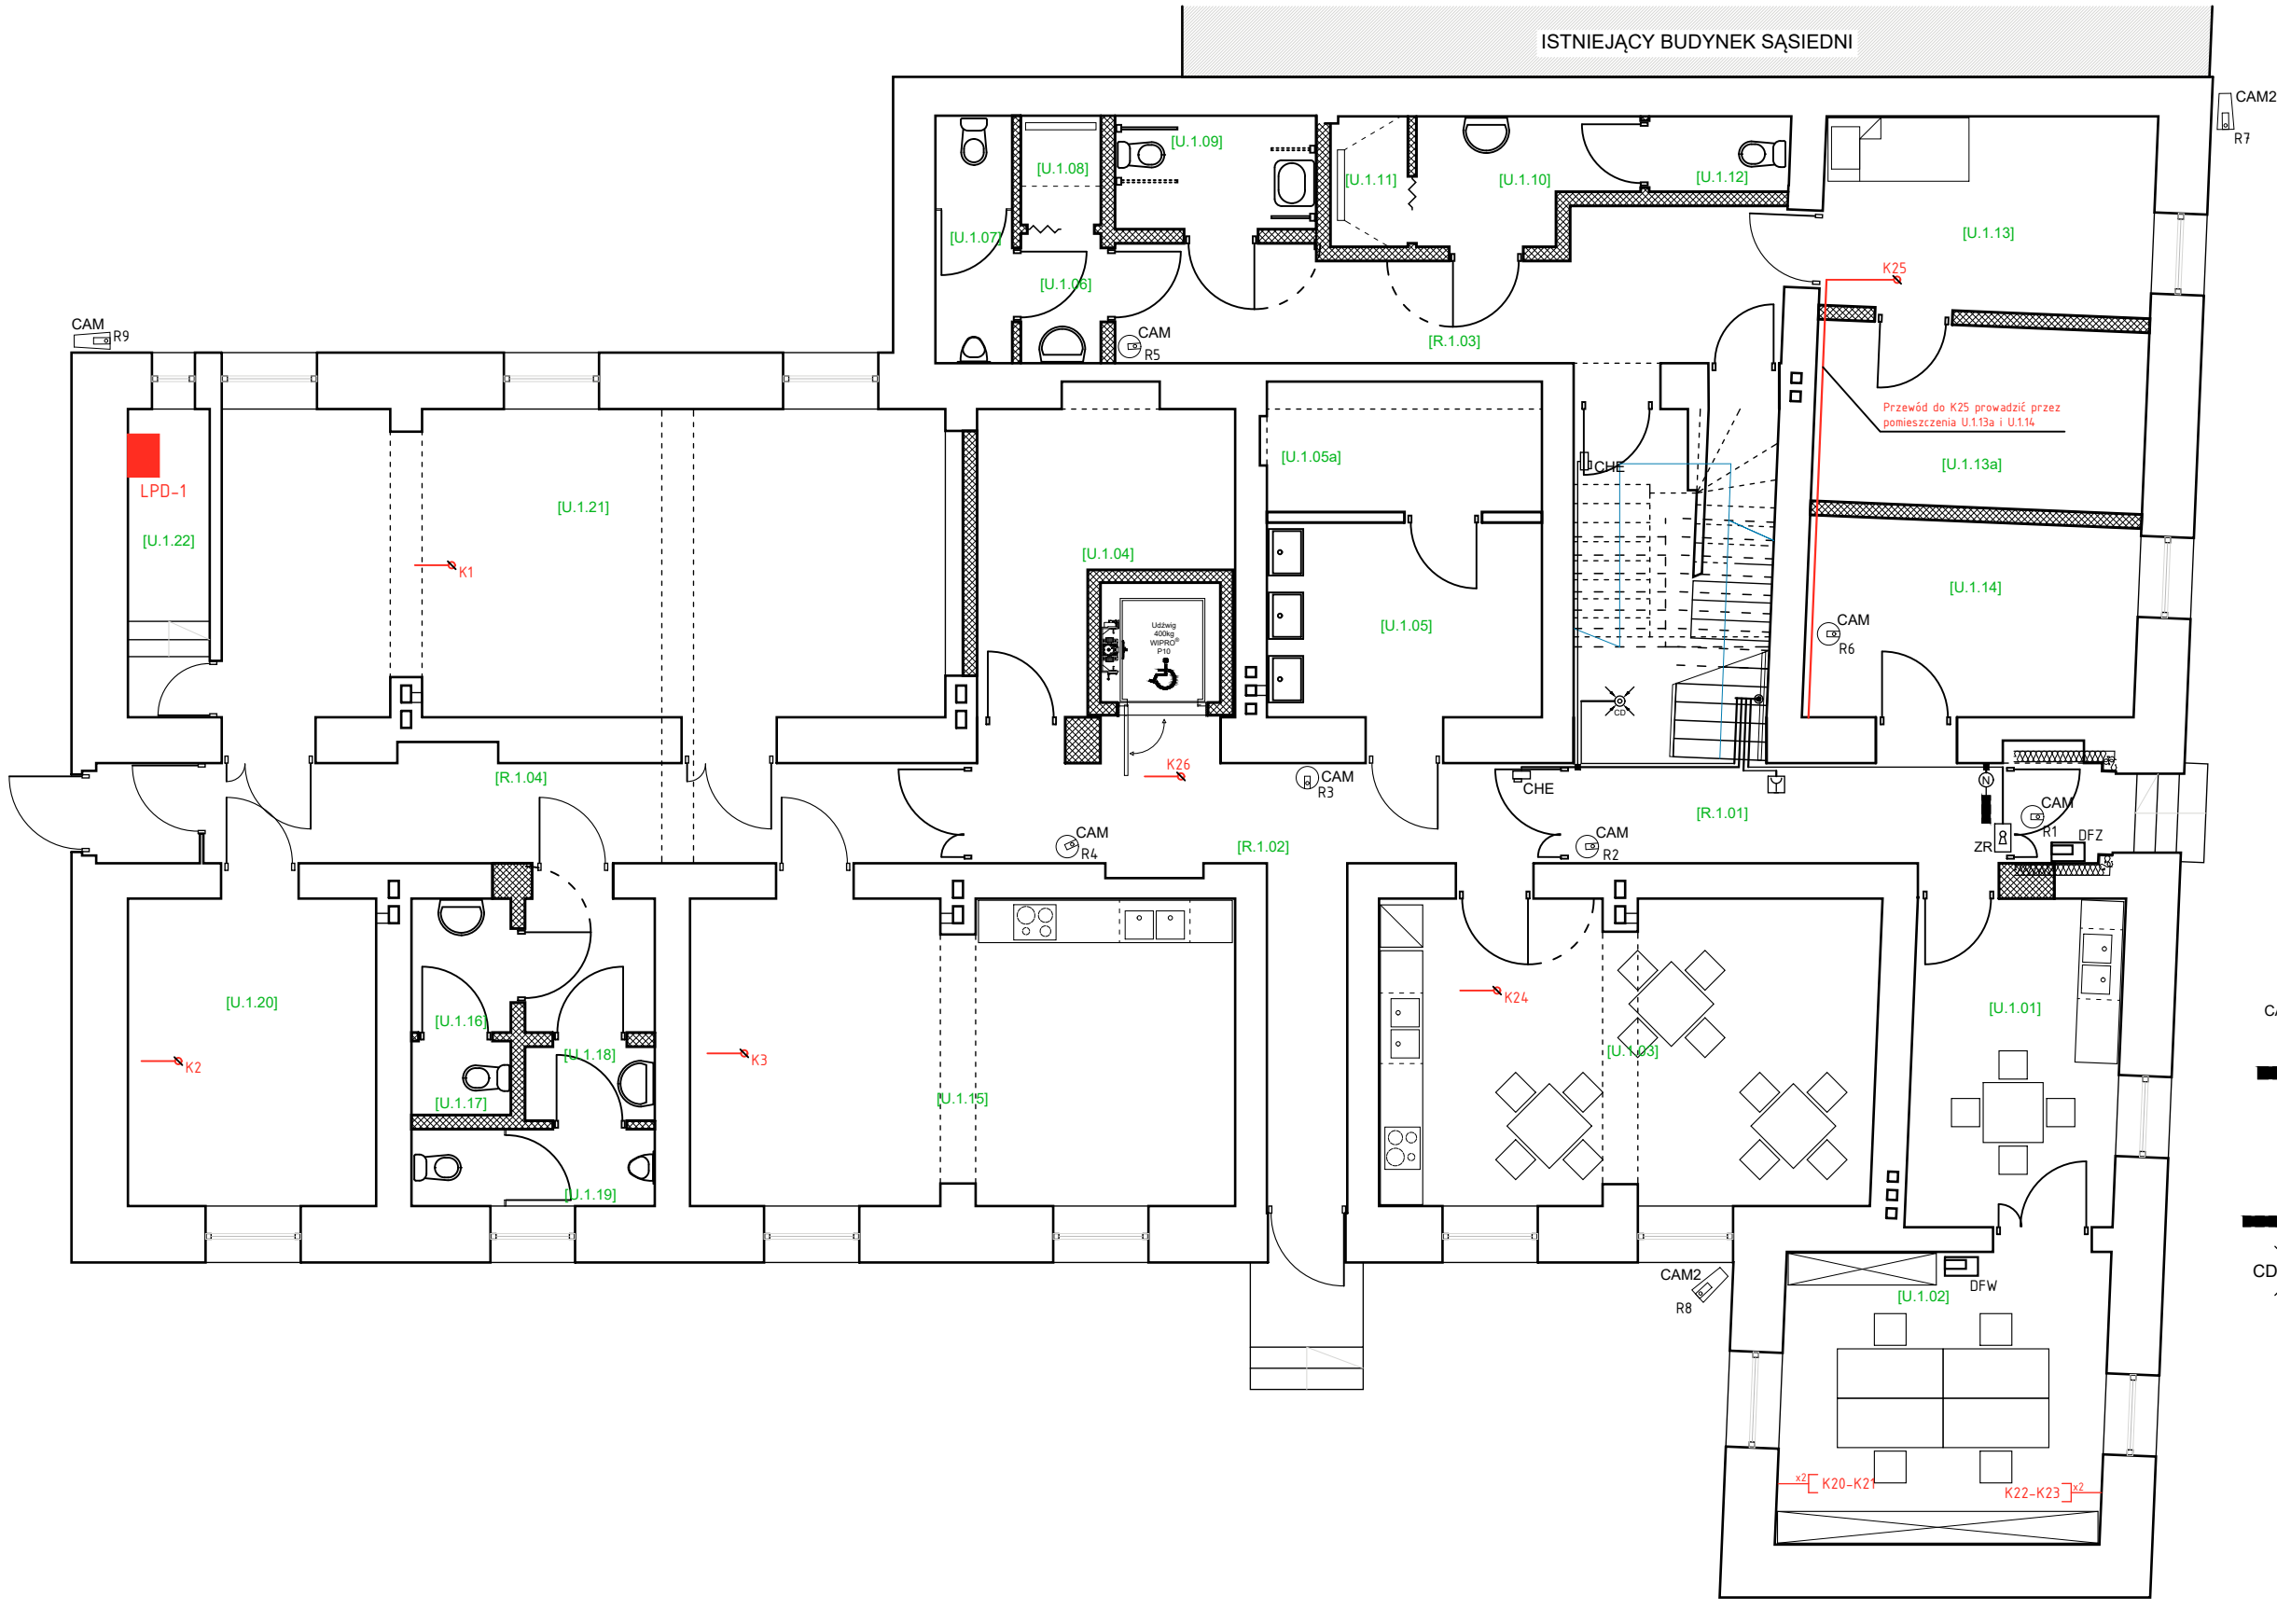 ISTNIEJĄCY BUDYNEK SĄSIEDNI
CAM2
R7
[U.1.09]
[U.1.08]
[U.1.11]
[U.1.10]
[U.1.12]
[U.1.07]
[U.1.13]
[U.1.06]
K25
CAM
R9
CAM
R5
[R.1.03]
Przewód do K25 prowadzić przez
pomieszczenia U.1.13a i U.1.14
[U.1.05a]
CHE
[U.1.13a]
LPD-1
[U.1.21]
[U.1.22]
[U.1.04]
K1
[U.1.14]
Udźwig
400kg
WIPRO®
P10
[U.1.05]
CAM
R6
CD
[R.1.04]
K26
CAM
R3
CHE
N
[R.1.01]
CAM
R1
DFZ
ZR
CAM
R4
[R.1.02]
CAM
R2
[U.1.20]
[U.1.16]
K24
[U.1.01]
CA
K2
[U.1.18]
K3
[U.1.03]
[U.1.17]
[U.1.15]
[U.1.19]
CAM2
R8
DFW
CD
[U.1.02]
x2
K20-K21
K22-K23
x2